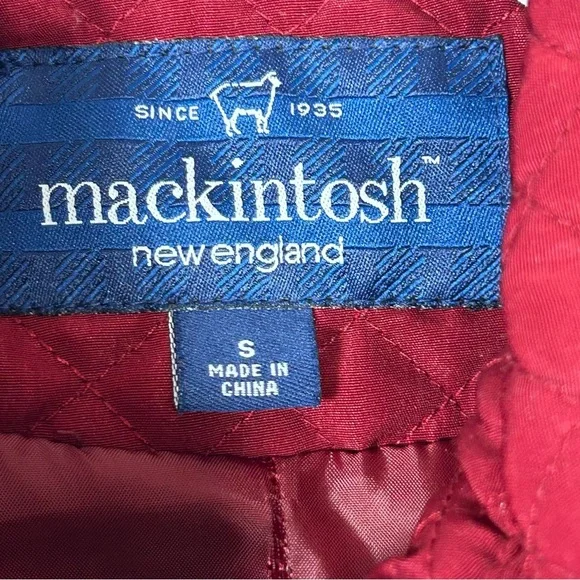 SINCE 1935
mackintosh™
new england
S
MADE IN
CHINA